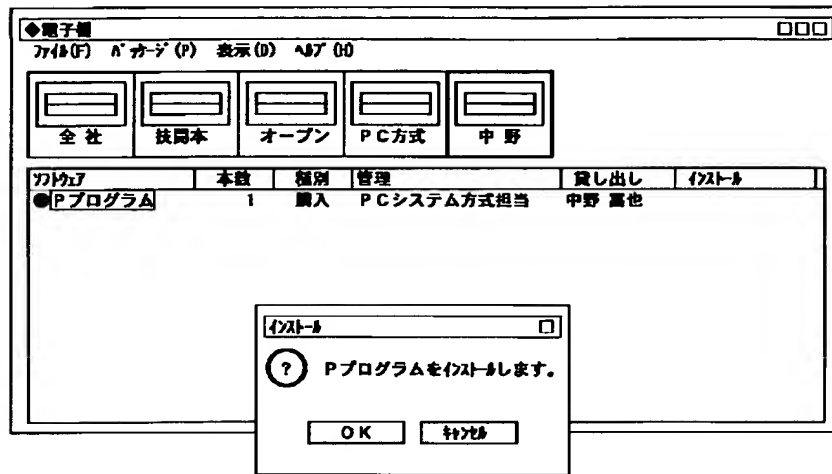 ◆電子棚
ﾌｧｲﾙ(F) ﾊﾟｯｹｰｼﾞ(P) 表示(D) ﾍﾙﾌﾟ(H)
全社 技開本 オープン PC方式 中野
ｿﾌﾄｳｪｱ 本数 種別 管理 貸し出し ｲﾝｽﾄｰﾙ
●Pプログラム 1 購入 PCシステム方式担当 中野 富也
ｲﾝｽﾄｰﾙ
? Pプログラムをｲﾝｽﾄｰﾙします。
OK ｷｬﾝｾﾙ